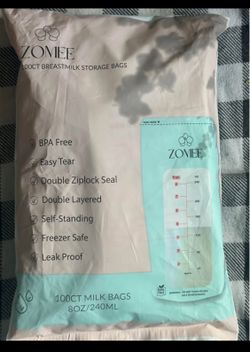 ZOMEE
100CT BREASTMILK STORAGE BAGS
BPA Free
Easy Tear
Double Ziplock Seal
Double Layered
Self-Standing
Freezer Safe
Leak Proof
ZOMEE
100CT MILK BAGS
8OZ/240ML